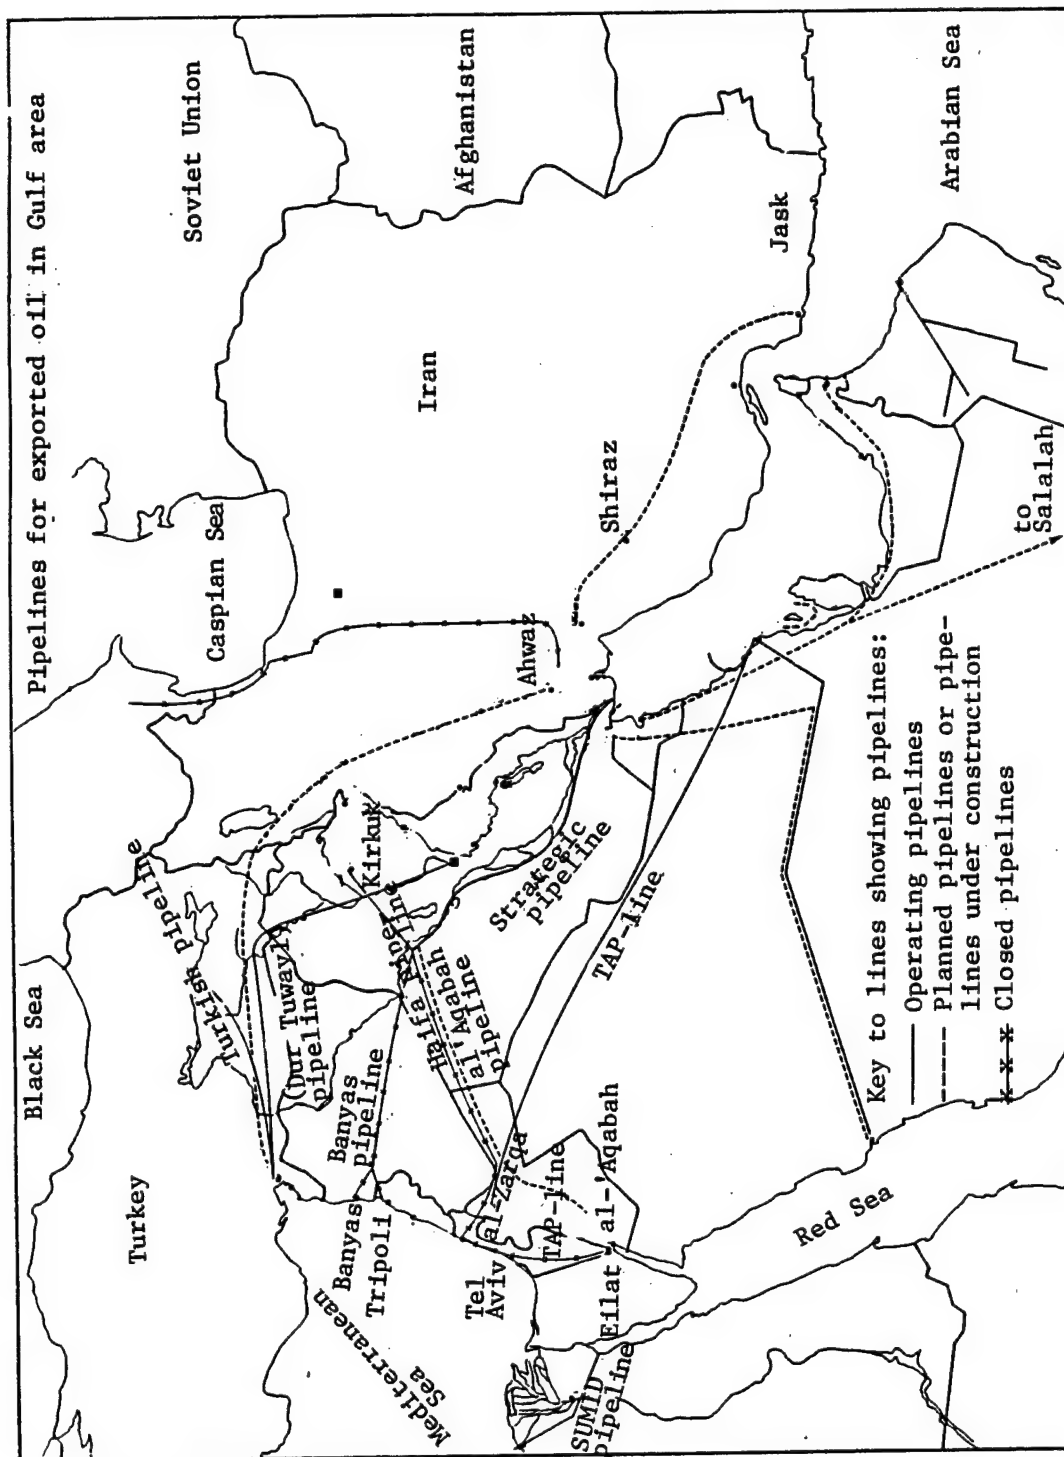 Pipelines for exported oil in Gulf area
Black Sea
Soviet Union
Caspian Sea
Turkey
Turkish pipeline
(Dur Tuwayl)
pipeline
Iran
Afghanistan
Kirkuk
Banyas
pipeline
Banyas
Tripoli
Mediterranean
Sea
Haifa pipeline
al'Aqabah
pipeline
Strategic
pipeline
Ahwaz
Shiraz
Jask
Tel
Aviv
al-Zarqa
TAP-line
TAP-line
Eilat
al-'Aqabah
SUMID
pipeline
Red Sea
Arabian Sea
to
Salalah
Key to lines showing pipelines:
Operating pipelines
Planned pipelines or pipe-
lines under construction
x x x Closed pipelines